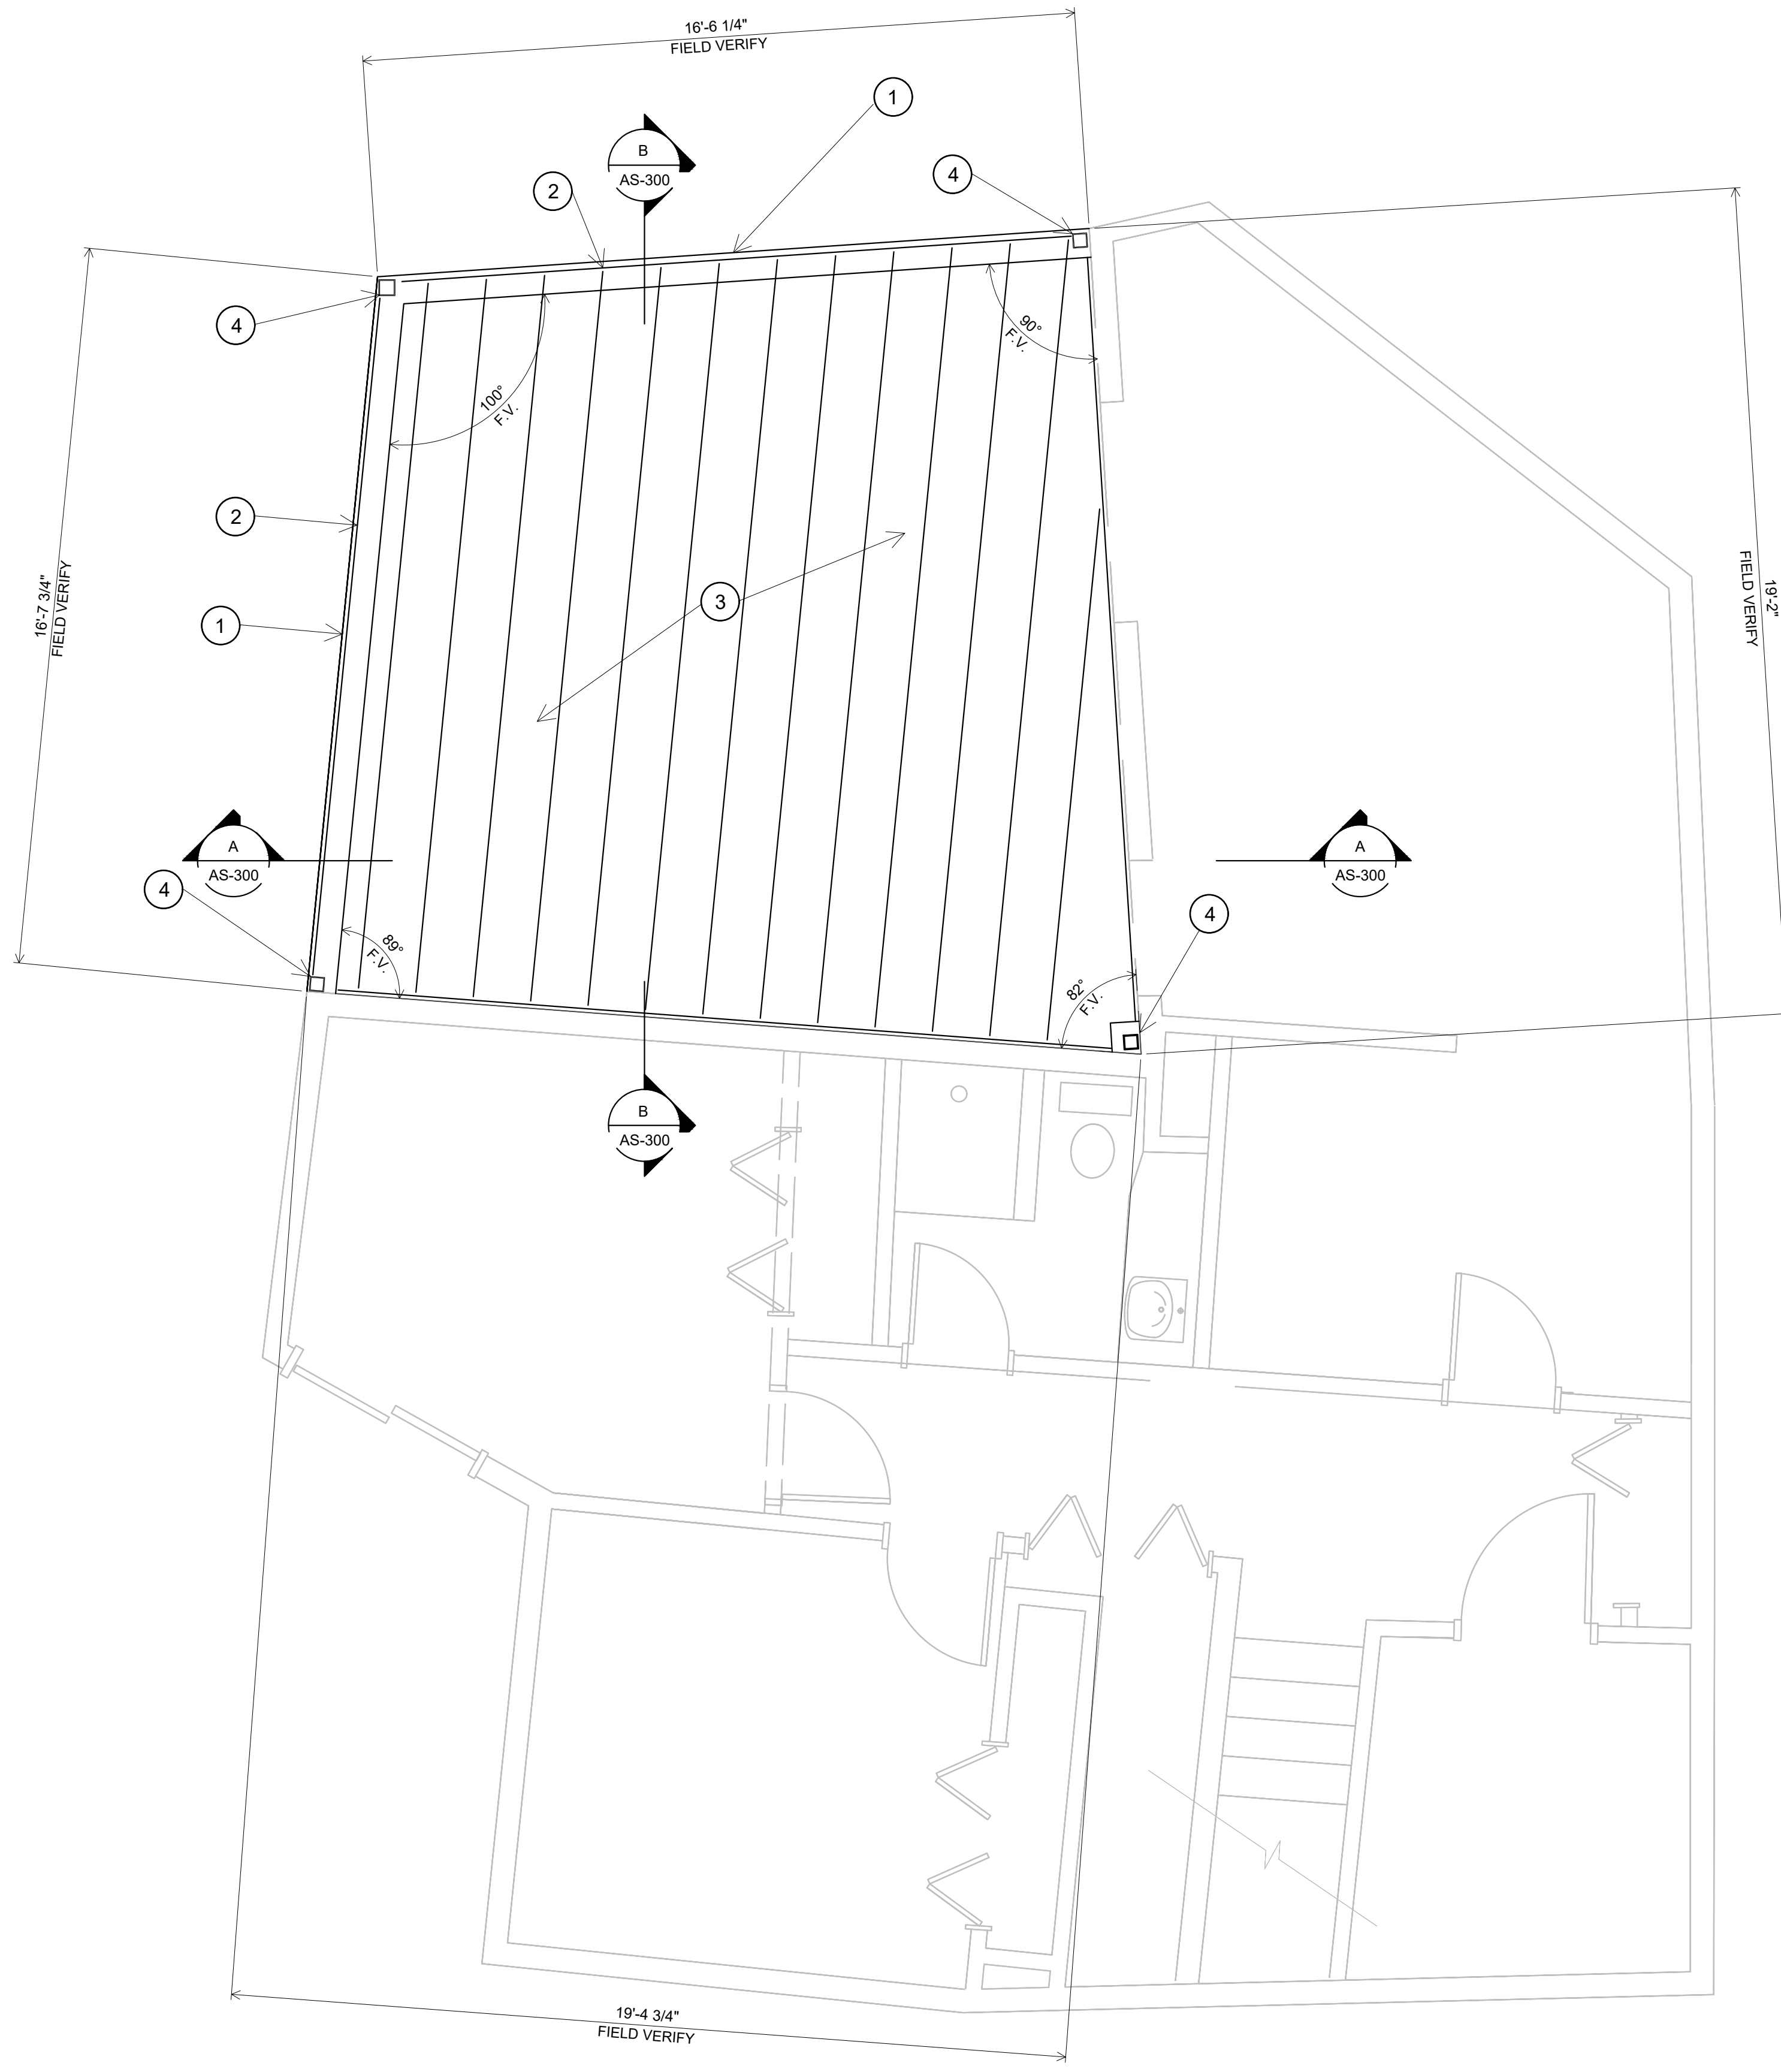 16'-6 1/4"
FIELD VERIFY
1
B
AS-300
2
4
4
90°
F.V.
100°
F.V.
2
1
3
16'-7 3/4"
FIELD VERIFY
19'-2"
FIELD VERIFY
A
AS-300
A
AS-300
4
4
89°
F.V.
82°
F.V.
B
AS-300
19'-4 3/4"
FIELD VERIFY